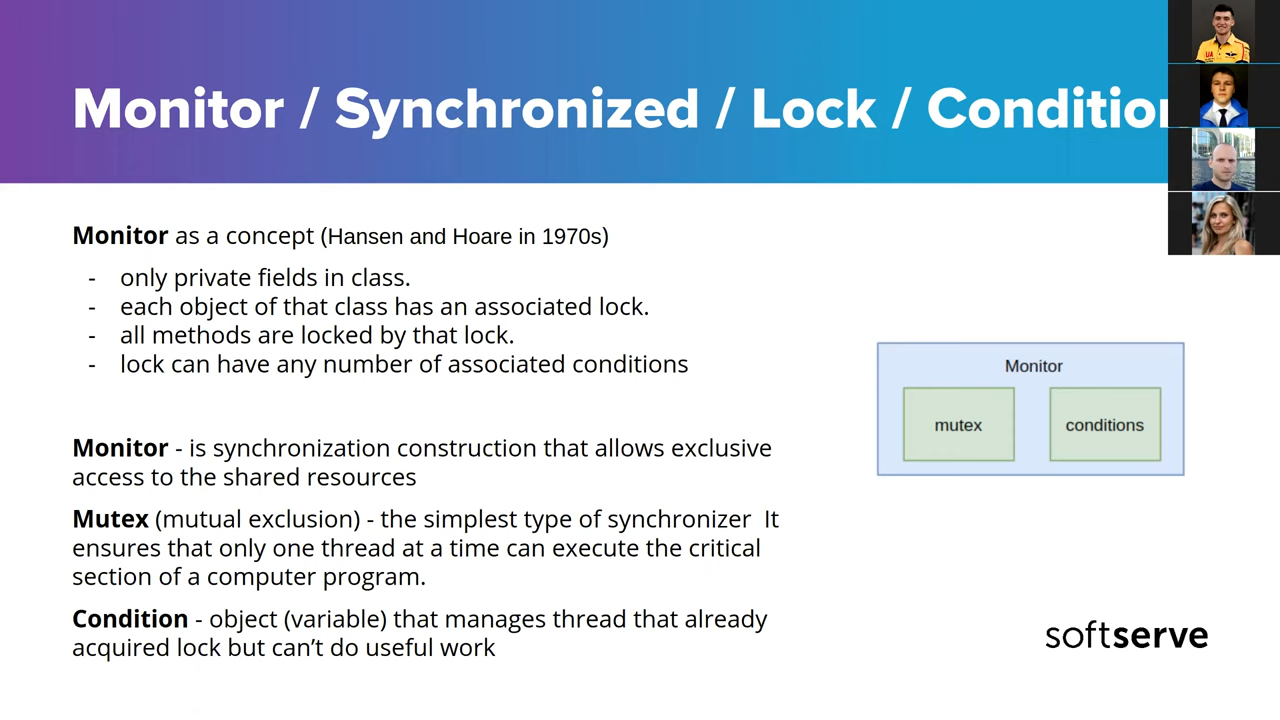 Monitor / Synchronized / Lock / Condition
Monitor as a concept (Hansen and Hoare in 1970s)
- only private fields in class.
- each object of that class has an associated lock.
- all methods are locked by that lock.
- lock can have any number of associated conditions
Monitor
mutex
conditions
Monitor - is synchronization construction that allows exclusive
access to the shared resources
Mutex (mutual exclusion) - the simplest type of synchronizer  It
ensures that only one thread at a time can execute the critical
section of a computer program.
Condition - object (variable) that manages thread that already
acquired lock but can’t do useful work
softserve
UA